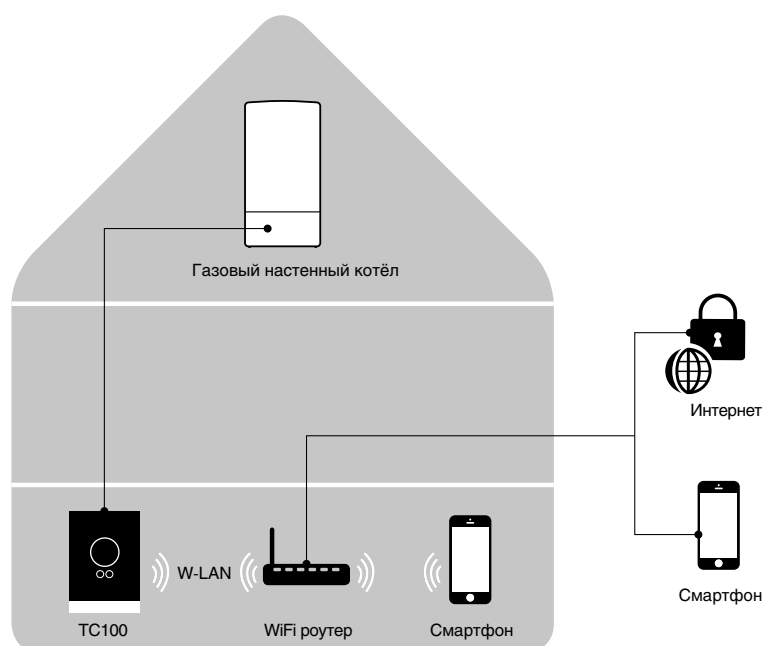 Газовый настенный котёл
Интернет
W-LAN
Смартфон
TC100
WiFi роутер
Смартфон